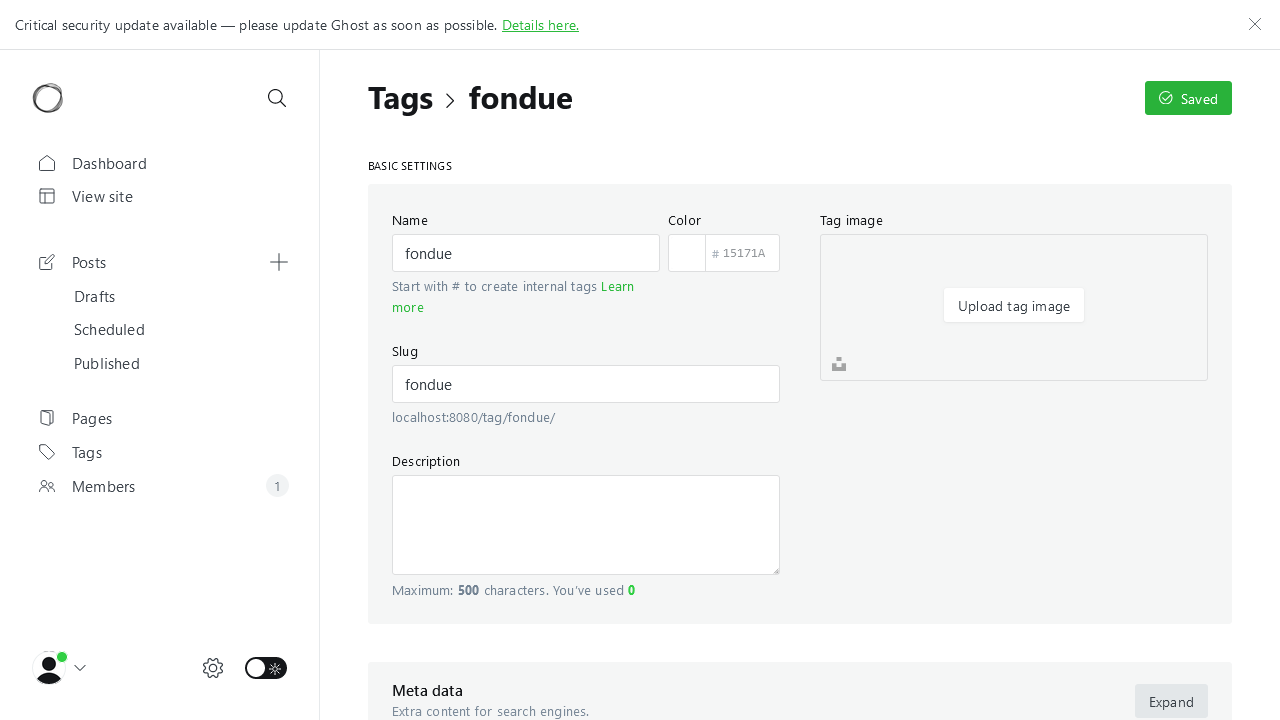 Critical security update available — please update Ghost as soon as possible. Details here.
Dashboard
View site
Posts
Drafts
Scheduled
Published
Pages
Tags
Members
1
Tags
fondue
Saved
BASIC SETTINGS
Name
Color
fondue
# 15171A
Start with # to create internal tags Learn
more
Slug
fondue
localhost:8080/tag/fondue/
Description
Maximum: 500 characters. You've used 0
Tag image
Upload tag image
Meta data
Extra content for search engines.
Expand